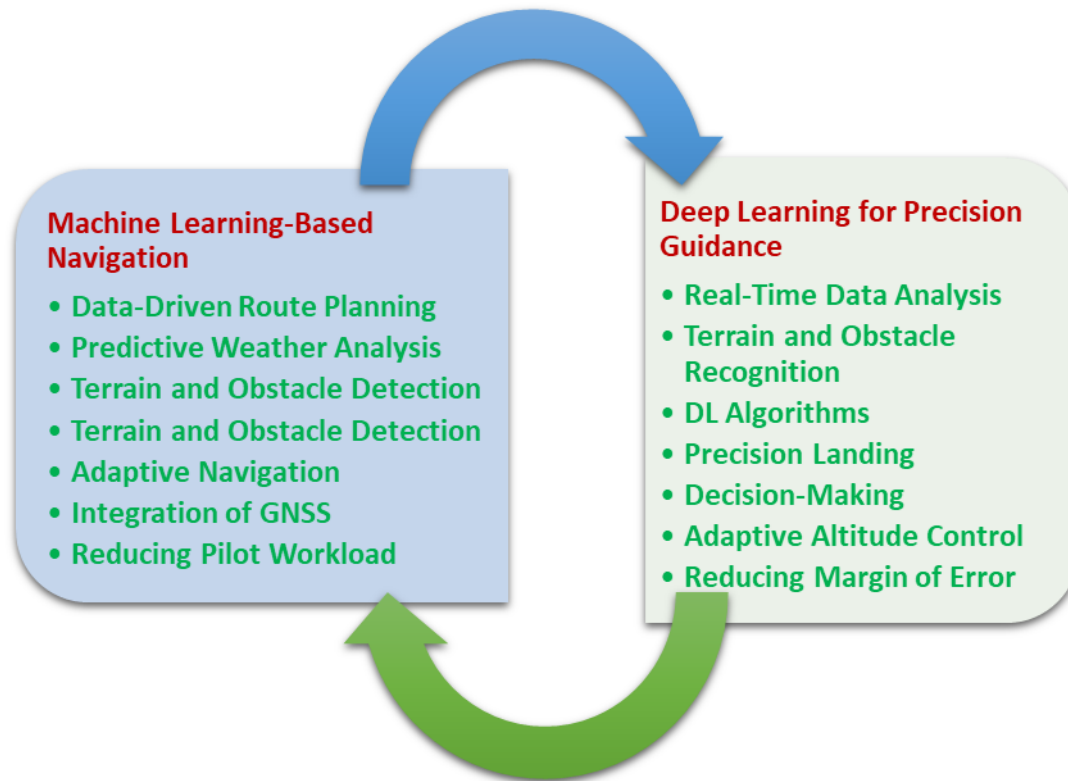 Machine Learning-Based
Navigation
• Data-Driven Route Planning
• Predictive Weather Analysis
• Terrain and Obstacle Detection
• Terrain and Obstacle Detection
• Adaptive Navigation
• Integration of GNSS
• Reducing Pilot Workload
Deep Learning for Precision
Guidance
• Real-Time Data Analysis
• Terrain and Obstacle
Recognition
• DL Algorithms
• Precision Landing
• Decision-Making
• Adaptive Altitude Control
• Reducing Margin of Error